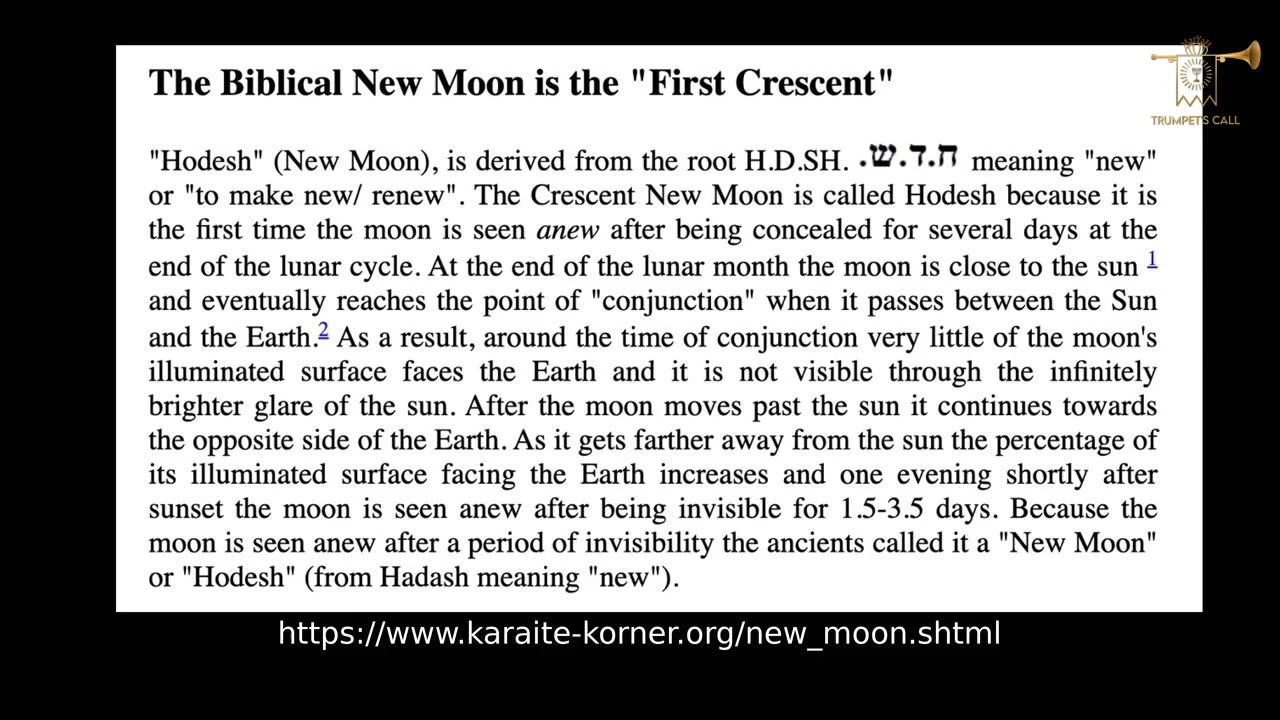 The Biblical New Moon is the "First Crescent"
TRUMPET'S CALL
"Hodesh" (New Moon), is derived from the root H.D.SH. ח.ד.ש. meaning "new"
or "to make new/ renew". The Crescent New Moon is called Hodesh because it is
the first time the moon is seen anew after being concealed for several days at the
end of the lunar cycle. At the end of the lunar month the moon is close to the sun 1
and eventually reaches the point of "conjunction" when it passes between the Sun
and the Earth.2 As a result, around the time of conjunction very little of the moon's
illuminated surface faces the Earth and it is not visible through the infinitely
brighter glare of the sun. After the moon moves past the sun it continues towards
the opposite side of the Earth. As it gets farther away from the sun the percentage of
its illuminated surface facing the Earth increases and one evening shortly after
sunset the moon is seen anew after being invisible for 1.5-3.5 days. Because the
moon is seen anew after a period of invisibility the ancients called it a "New Moon"
or "Hodesh" (from Hadash meaning "new").
https://www.karaite-korner.org/new_moon.shtml